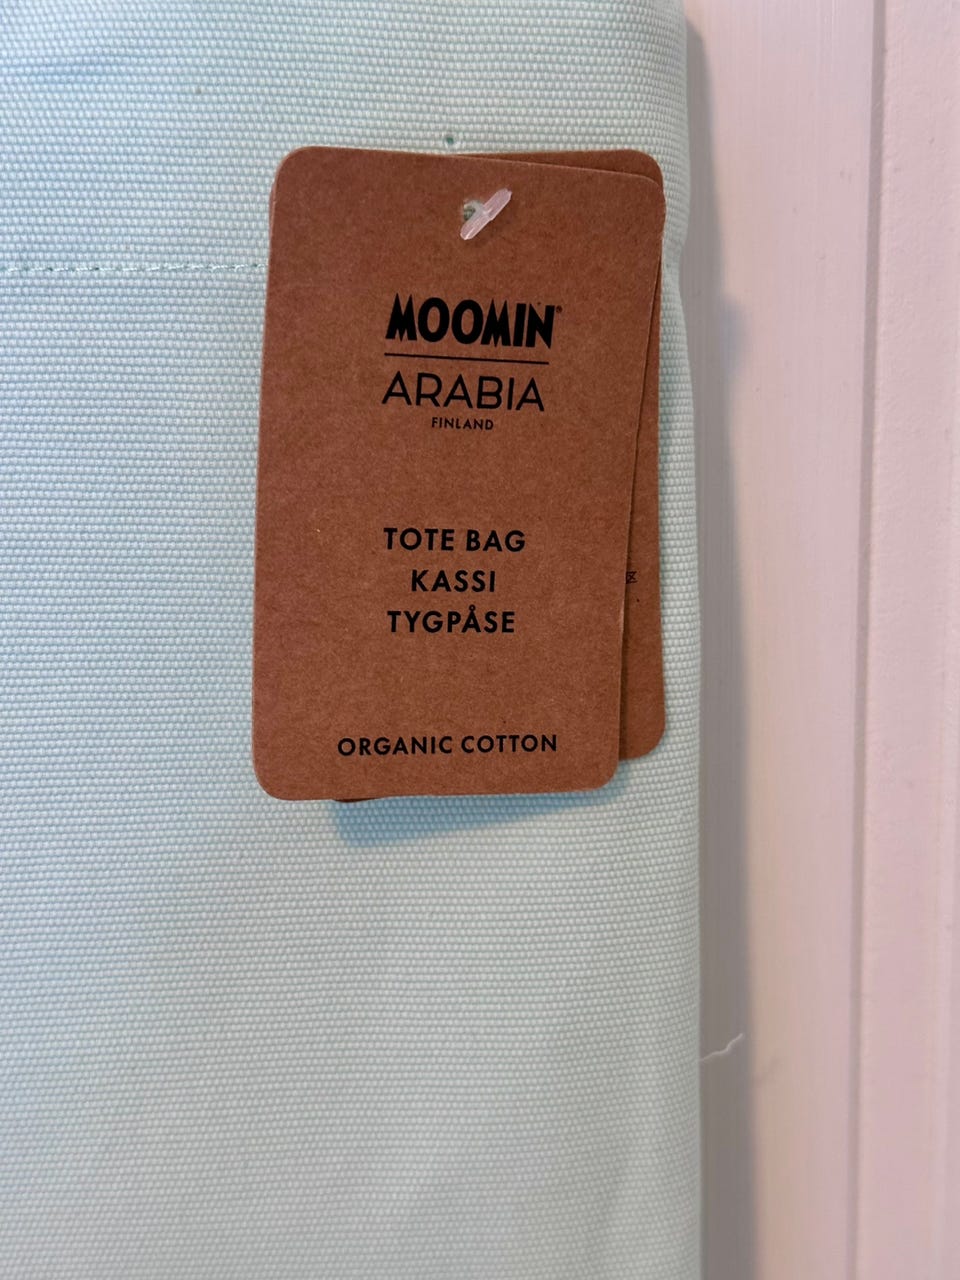 MOOMIN®
ARABIA
FINLAND
TOTE BAG
KASSI
TYGPÅSE
ORGANIC COTTON